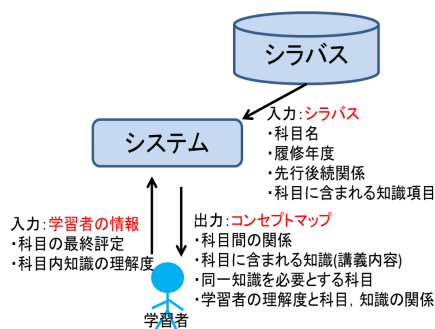 シラバス
システム
入力：シラバス
・科目名
・履修年度
・先行後続関係
・科目に含まれる知識項目
入力：学習者の情報
・科目の最終評定
・科目内知識の理解度
出力：コンセプトマップ
・科目間の関係
・科目に含まれる知識(講義内容)
・同一知識を必要とする科目
・学習者の理解度と科目，知識の関係
学習者